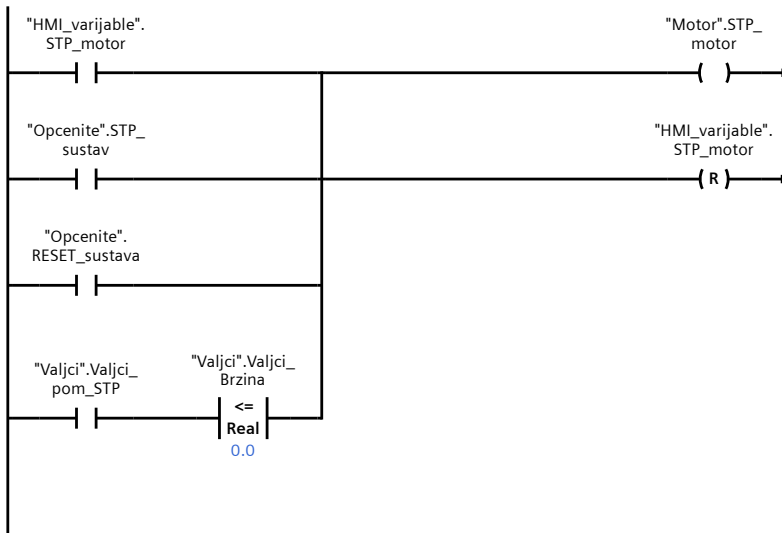 "HMI_varijable".
STP_motor
"Motor".STP_
motor
"Opcenite".STP_
sustav
"HMI_varijable".
STP_motor
R
"Opcenite".
RESET_sustava
"Valjci".Valjci_
pom_STP
"Valjci".Valjci_
Brzina
<=
Real
0.0